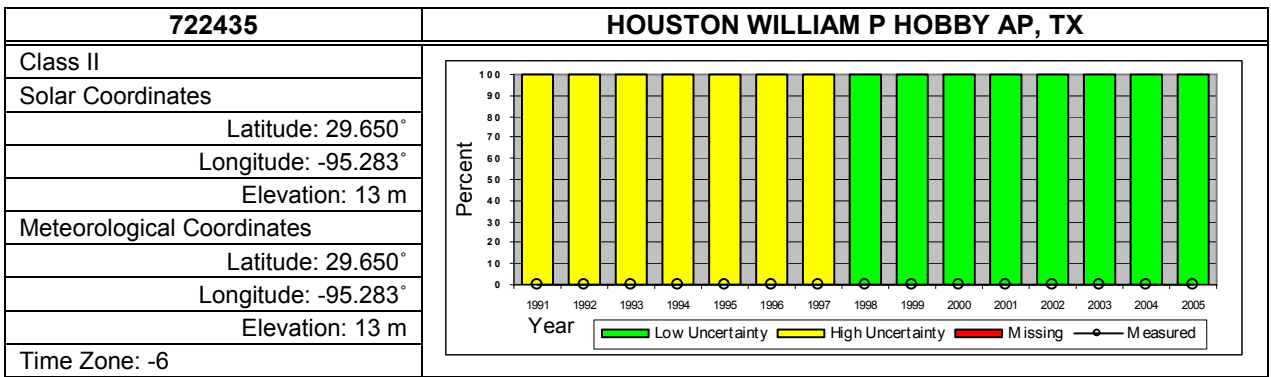 722435
HOUSTON WILLIAM P HOBBY AP, TX
Class II
Solar Coordinates
Latitude: 29.650˚
Longitude: -95.283˚
Elevation: 13 m
Meteorological Coordinates
Latitude: 29.650˚
Longitude: -95.283˚
Elevation: 13 m
Time Zone: -6
Percent
100
90
80
70
60
50
40
30
20
10
0
1991 1992 1993 1994 1995 1996 1997 1998 1999 2000 2001 2002 2003 2004 2005
Year
Low Uncertainty High Uncertainty Missing Measured